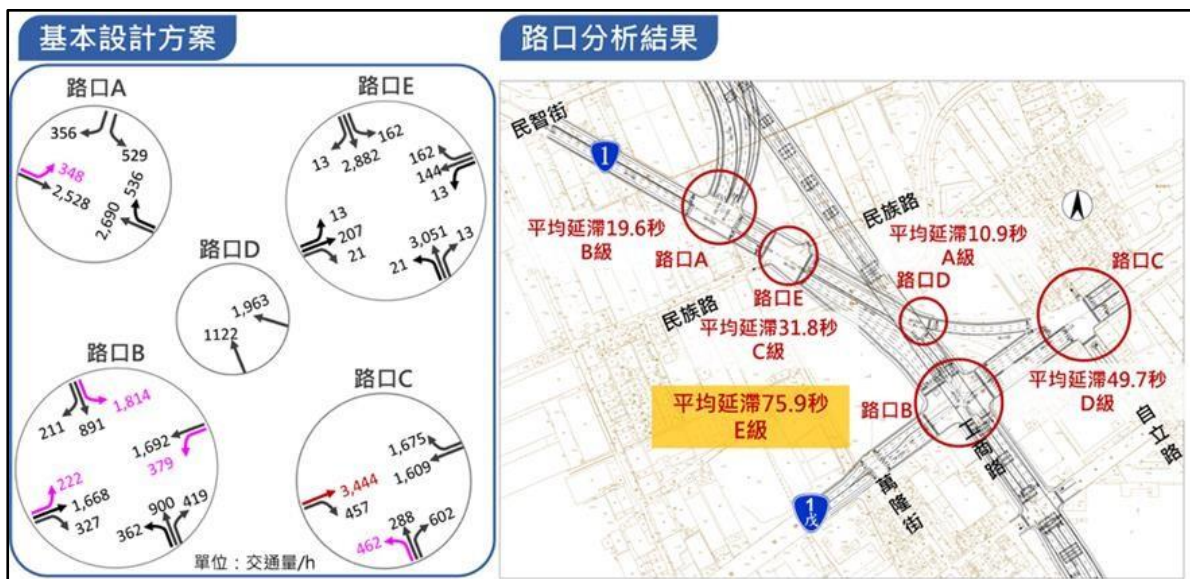 基本設計方案
路口A
356
529
348
2,528
536
2,690
路口E
13
2,882
162
162
144
13
13
207
21
3,051
13
21
路口D
1,963
1122
路口B
211
891
1,814
1,692
379
222
1,668
327
362
900
419
路口C
1,675
1,609
3,444
457
462
288
602
單位：交通量/h
路口分析結果
民智街
1
平均延滯19.6秒
B級
路口A
民族路
路口E
平均延滯31.8秒
C級
民族路
平均延滯10.9秒
A級
路口D
路口C
平均延滯49.7秒
D級
平均延滯75.9秒
E級
路口B
工商路
自立路
萬隆街
1
戊